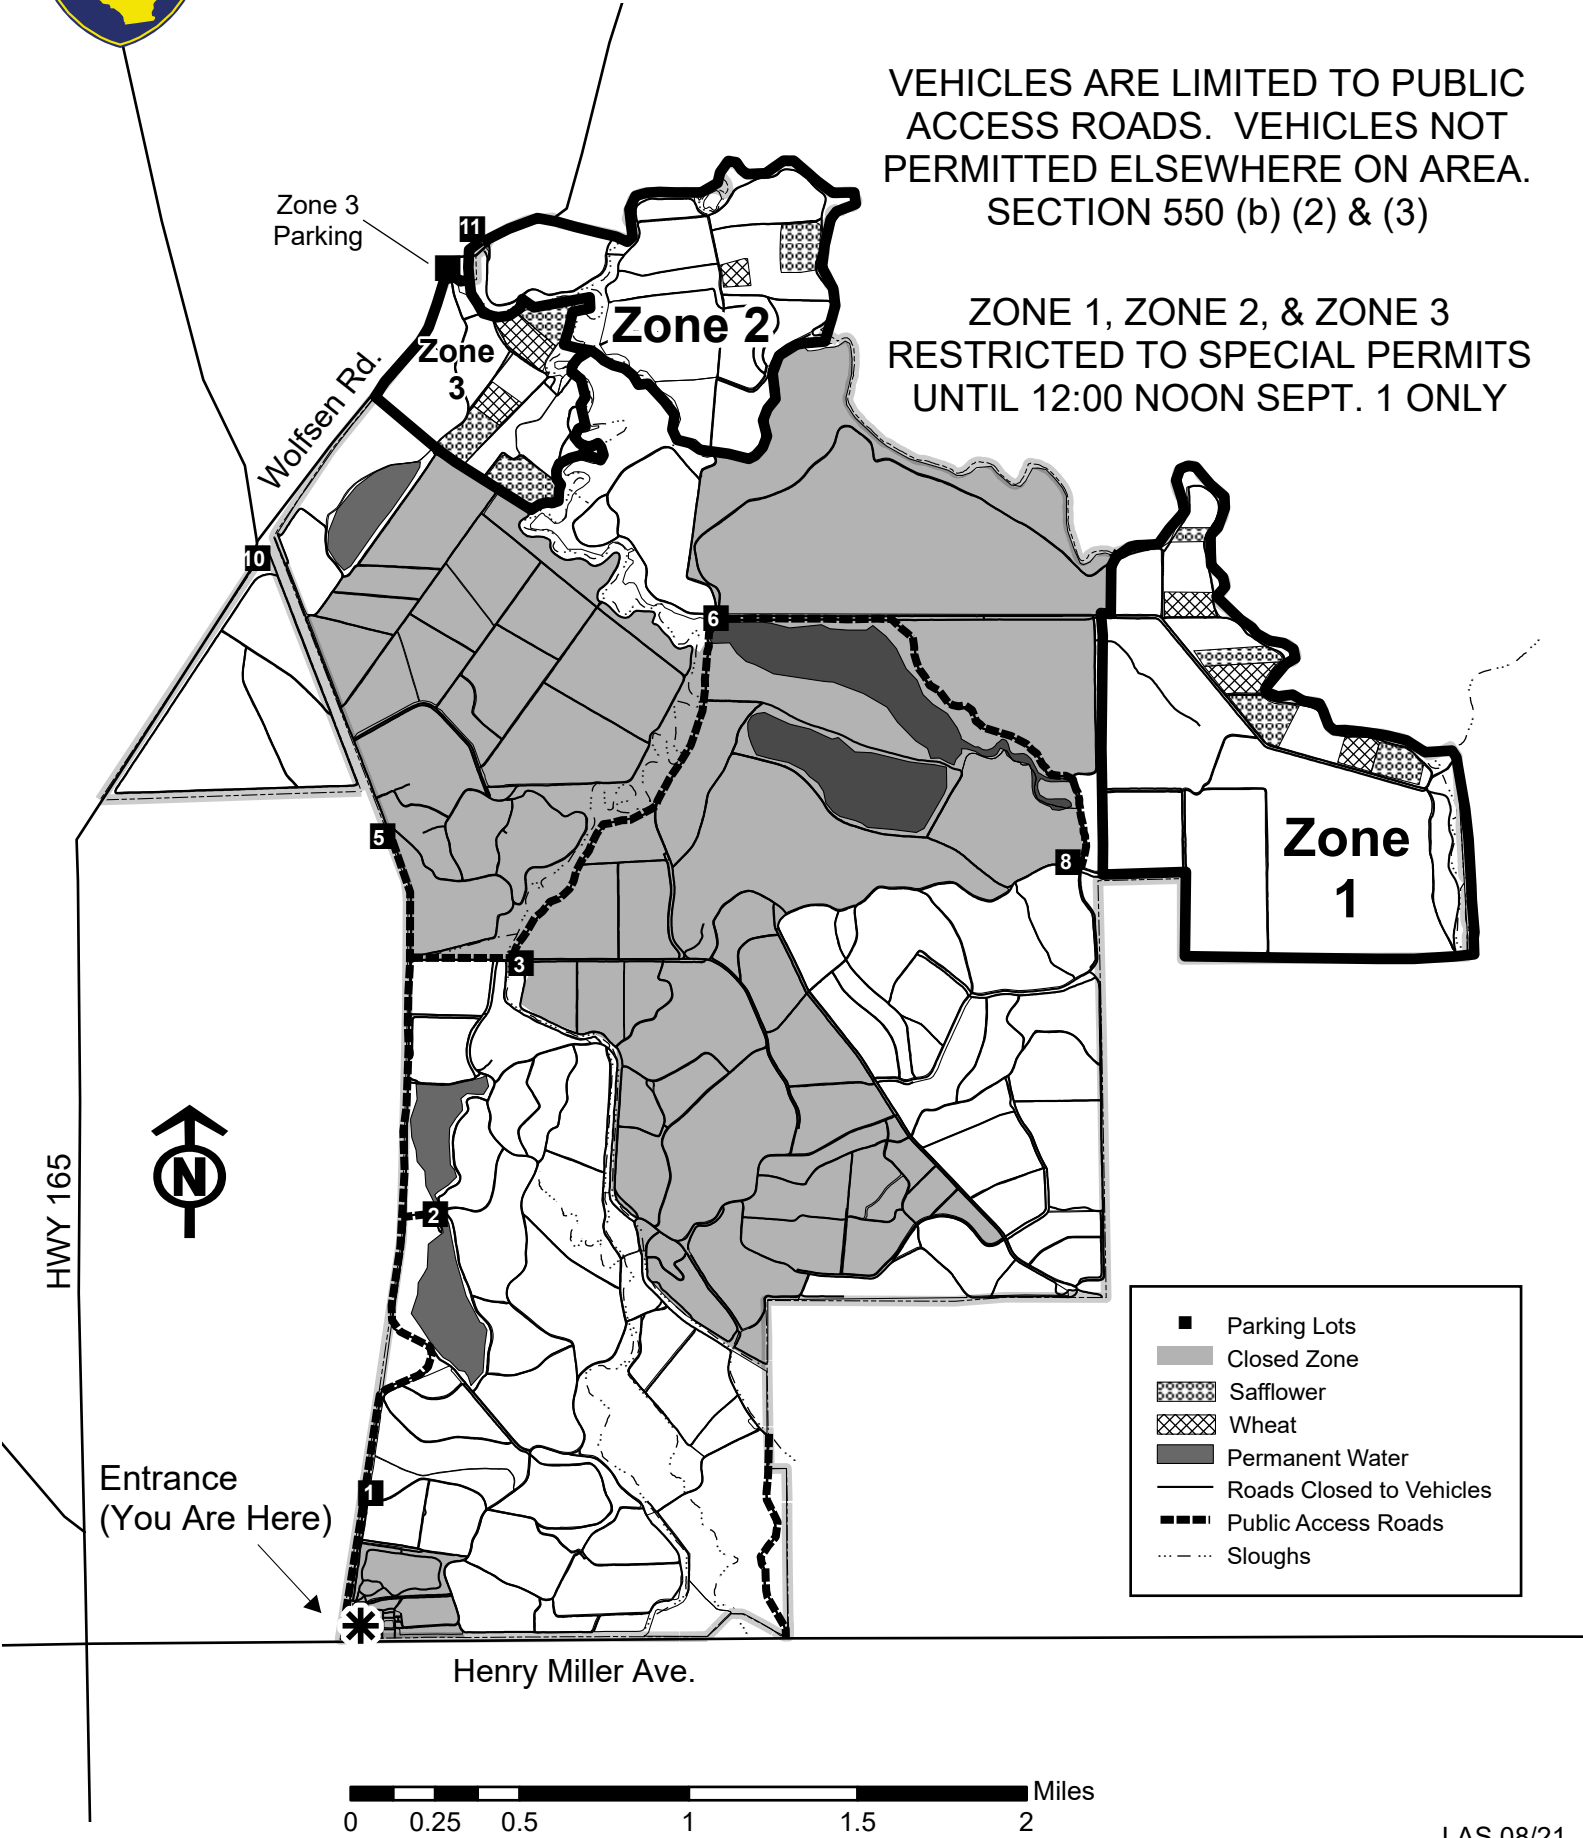 VEHICLES ARE LIMITED TO PUBLIC
ACCESS ROADS. VEHICLES NOT
PERMITTED ELSEWHERE ON AREA.
SECTION 550 (b) (2) & (3)
ZONE 1, ZONE 2, & ZONE 3
RESTRICTED TO SPECIAL PERMITS
UNTIL 12:00 NOON SEPT. 1 ONLY
Zone 3
Parking
11
Zone 2
Zone
3
Wolfsen Rd.
10
6
5
8
Zone
1
3
N
HWY 165
2
Parking Lots
Closed Zone
Safflower
Wheat
Permanent Water
Roads Closed to Vehicles
Public Access Roads
Sloughs
Entrance
(You Are Here)
1
Henry Miller Ave.
Miles
0 0.25 0.5 1 1.5 2
LAS 08/21